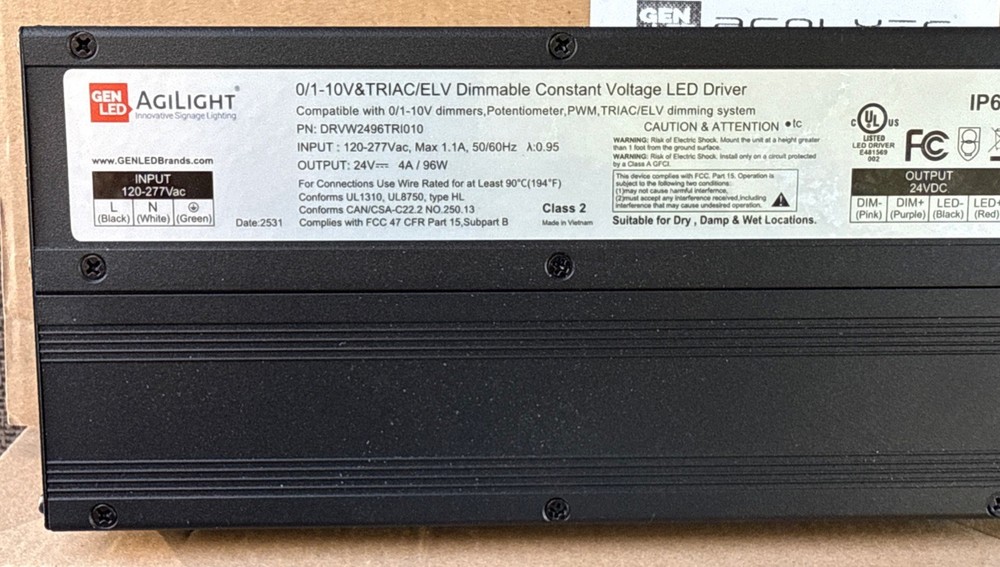 GEN
acolyte
GEN
LED
AGILIGHT®
Innovative Signage Lighting
www.GENLEDBrands.com
INPUT
120-277Vac
L
(Black)
N
(White)
(Green)
Date:2531
0/1-10V&TRIAC/ELV Dimmable Constant Voltage LED Driver
Compatible with 0/1-10V dimmers,Potentiometer,PWM,TRIAC/ELV dimming system
PN: DRVW2496TRI010
INPUT : 120-277Vac, Max 1.1A, 50/60Hz λ:0.95
OUTPUT: 24V⎓ 4A / 96W
For Connections Use Wire Rated for at Least 90°C(194°F)
Conforms UL1310, UL8750, type HL
Conforms CAN/CSA-C22.2 NO.250.13
Complies with FCC 47 CFR Part 15,Subpart B
Class 2
Made in Vietnam
CAUTION & ATTENTION •tc
WARNING: Risk of Electric Shock. Mount the unit at a height greater
than 1 foot from the ground surface.
WARNING: Risk of Electric Shock. Install only on a circuit protected
by a Class A GFCI.
This device complies with FCC. Part 15. Operation is
subject to the following two conditions:
(1)may not cause harmful interference.
(2)must accept any interference received,including
interference that may cause undesired operation.
Suitable for Dry , Damp & Wet Locations.
c UL US
LISTED
LED DRIVER
E481569
002
FC
IP6
OUTPUT
24VDC
DIM-
(Pink)
DIM+
(Purple)
LED-
(Black)
LED+
(Red)